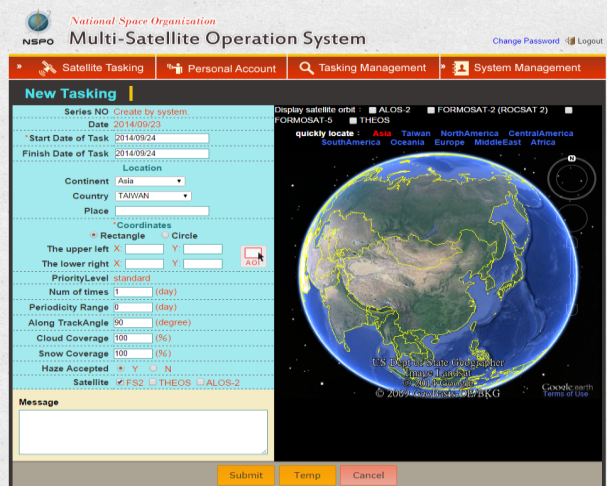 National Space Organization
NSPO Multi-Satellite Operation System
Change Password Logout
» Satellite Tasking Personal Account Tasking Management » System Management
New Tasking
Series NO Create by system.
Date 2014/09/23
*Start Date of Task 2014/09/24
Finish Date of Task 2014/09/24
Location
Continent Asia
Country TAIWAN
Place
*Coordinates
Rectangle Circle
The upper left X: Y:
The lower right X: Y:
AOI
PriorityLevel standard
Num of times 1 (day)
Periodicity Range 0 (day)
Along TrackAngle 90 (degree)
Cloud Coverage 100 (%)
Snow Coverage 100 (%)
Haze Accepted Y N
Satellite FS2 THEOS ALOS-2
Message
Display satellite orbit : ALOS-2 FORMOSAT-2 (ROCSAT 2)
FORMOSAT-5 THEOS
quickly locate : Asia Taiwan NorthAmerica CentralAmerica
SouthAmerica Oceania Europe MiddleEast Africa
N
US Dept of State Geographer
Image Landsat
© 2014 Google
© 2009 GeoBasis-DE/BKG
Google earth
Terms of Use
Submit Temp Cancel